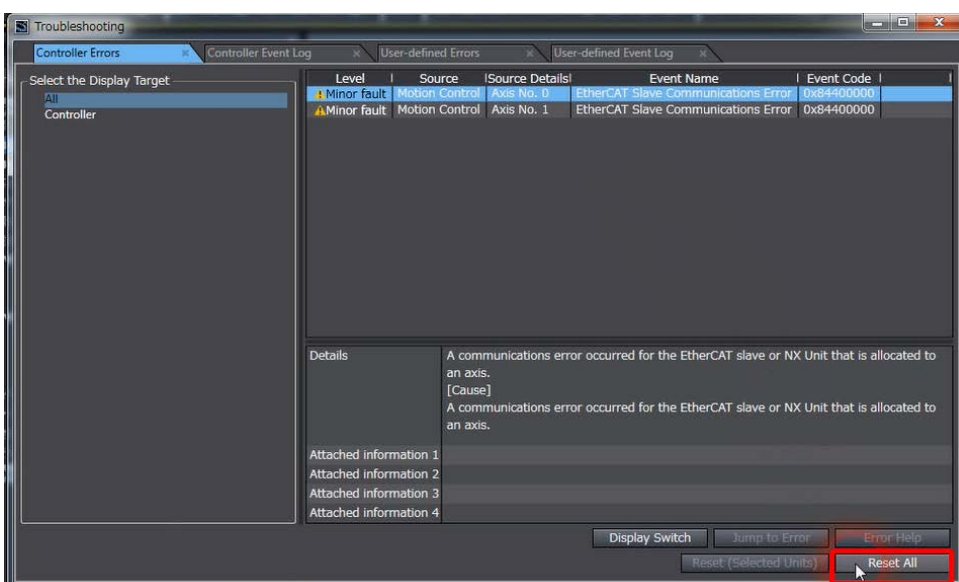 Troubleshooting
Controller Errors Controller Event Log User-defined Errors User-defined Event Log
Select the Display Target
All
Controller
Level Source Source Details Event Name Event Code
Minor fault Motion Control Axis No. 0 EtherCAT Slave Communications Error 0x84400000
Minor fault Motion Control Axis No. 1 EtherCAT Slave Communications Error 0x84400000
Details
A communications error occurred for the EtherCAT slave or NX Unit that is allocated to
an axis.
[Cause]
A communications error occurred for the EtherCAT slave or NX Unit that is allocated to
an axis.
Attached information 1
Attached information 2
Attached information 3
Attached information 4
Display Switch Jump to Error Error Help
Reset (Selected Units) Reset All